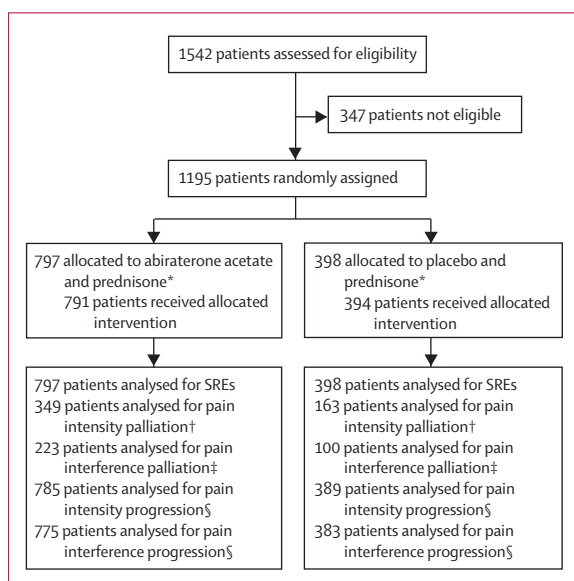 1542 patients assessed for eligibility
347 patients not eligible
1195 patients randomly assigned
797 allocated to abiraterone acetate
and prednisone*
791 patients received allocated
intervention
398 allocated to placebo and
prednisone*
394 patients received allocated
intervention
797 patients analysed for SREs
349 patients analysed for pain
intensity palliation†
223 patients analysed for pain
interference palliation‡
785 patients analysed for pain
intensity progression§
775 patients analysed for pain
interference progression§
398 patients analysed for SREs
163 patients analysed for pain
intensity palliation†
100 patients analysed for pain
interference palliation‡
389 patients analysed for pain
intensity progression§
383 patients analysed for pain
interference progression§